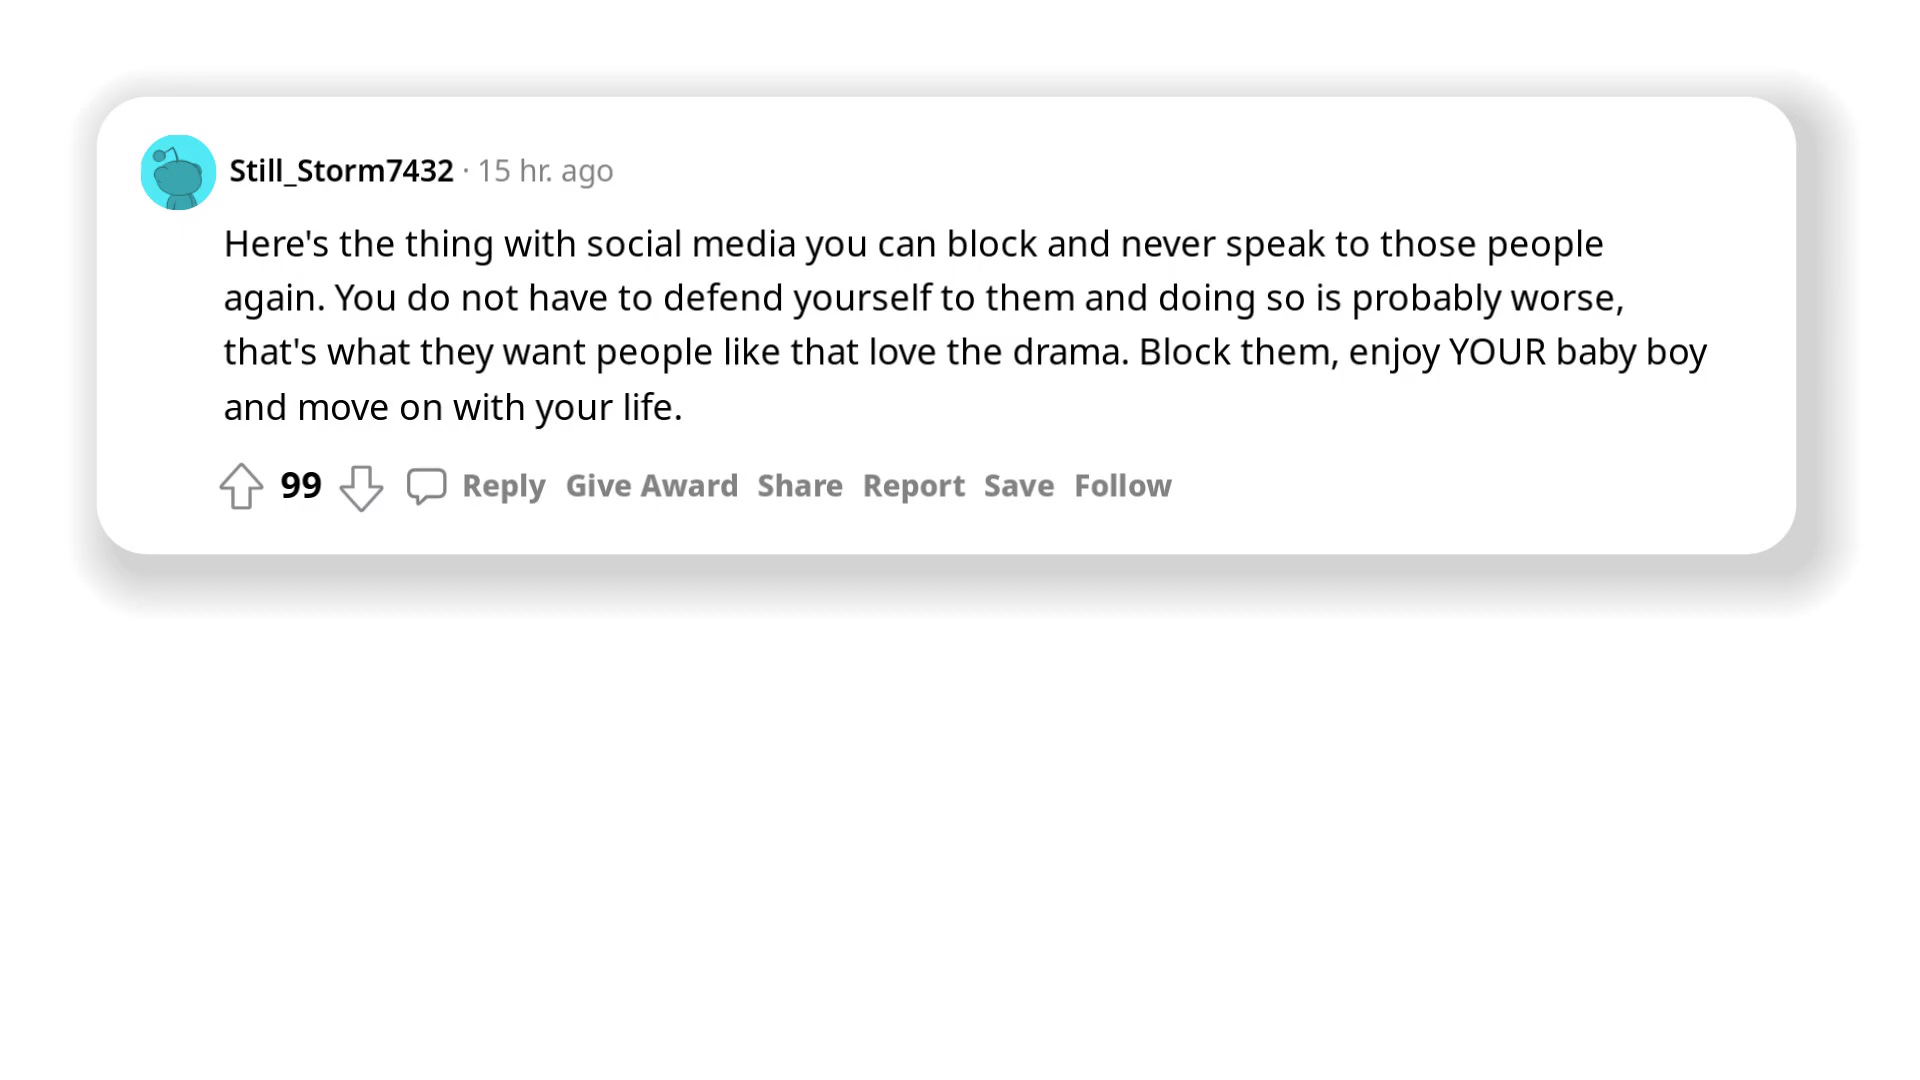 Still_Storm7432 · 15 hr. ago
Here's the thing with social media you can block and never speak to those people
again. You do not have to defend yourself to them and doing so is probably worse,
that's what they want people like that love the drama. Block them, enjoy YOUR baby boy
and move on with your life.
99 Reply Give Award Share Report Save Follow